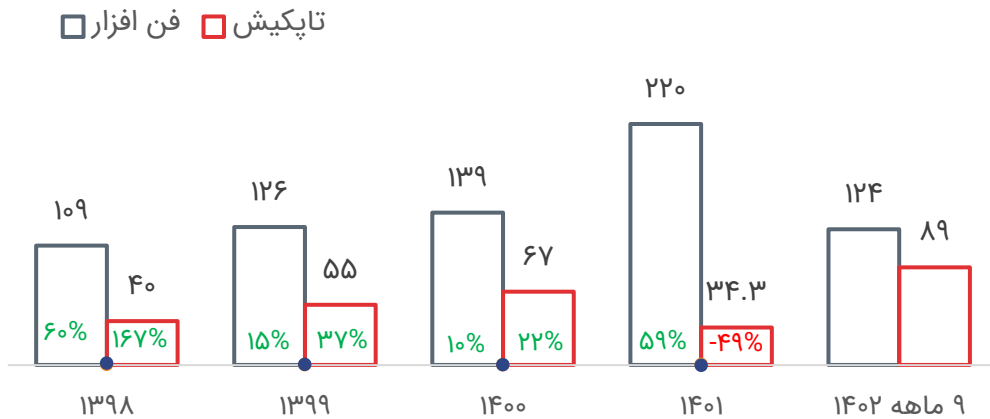 فن افزار تاپکیش
۲۲۰
۱۳۹
۱۲۶ ۱۲۴
۱۰۹ ۸۹
۶۷
۵۵
۴۰ ۳۴.۳
۶۰% ۱۶۷% ۱۵% ۳۷% ۱۰% ۲۲% ۵۹% -۴۹%
۱۳۹۸ ۱۳۹۹ ۱۴۰۰ ۱۴۰۱ ۹ ماهه ۱۴۰۲